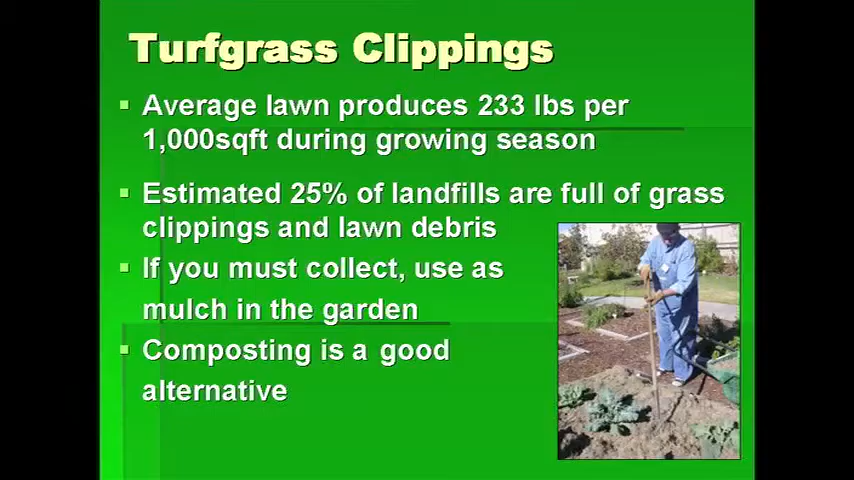 Turfgrass Clippings
Average lawn produces 233 lbs per
1,000sqft during growing season
Estimated 25% of landfills are full of grass
clippings and lawn debris
If you must collect, use as
mulch in the garden
Composting is a good
alternative